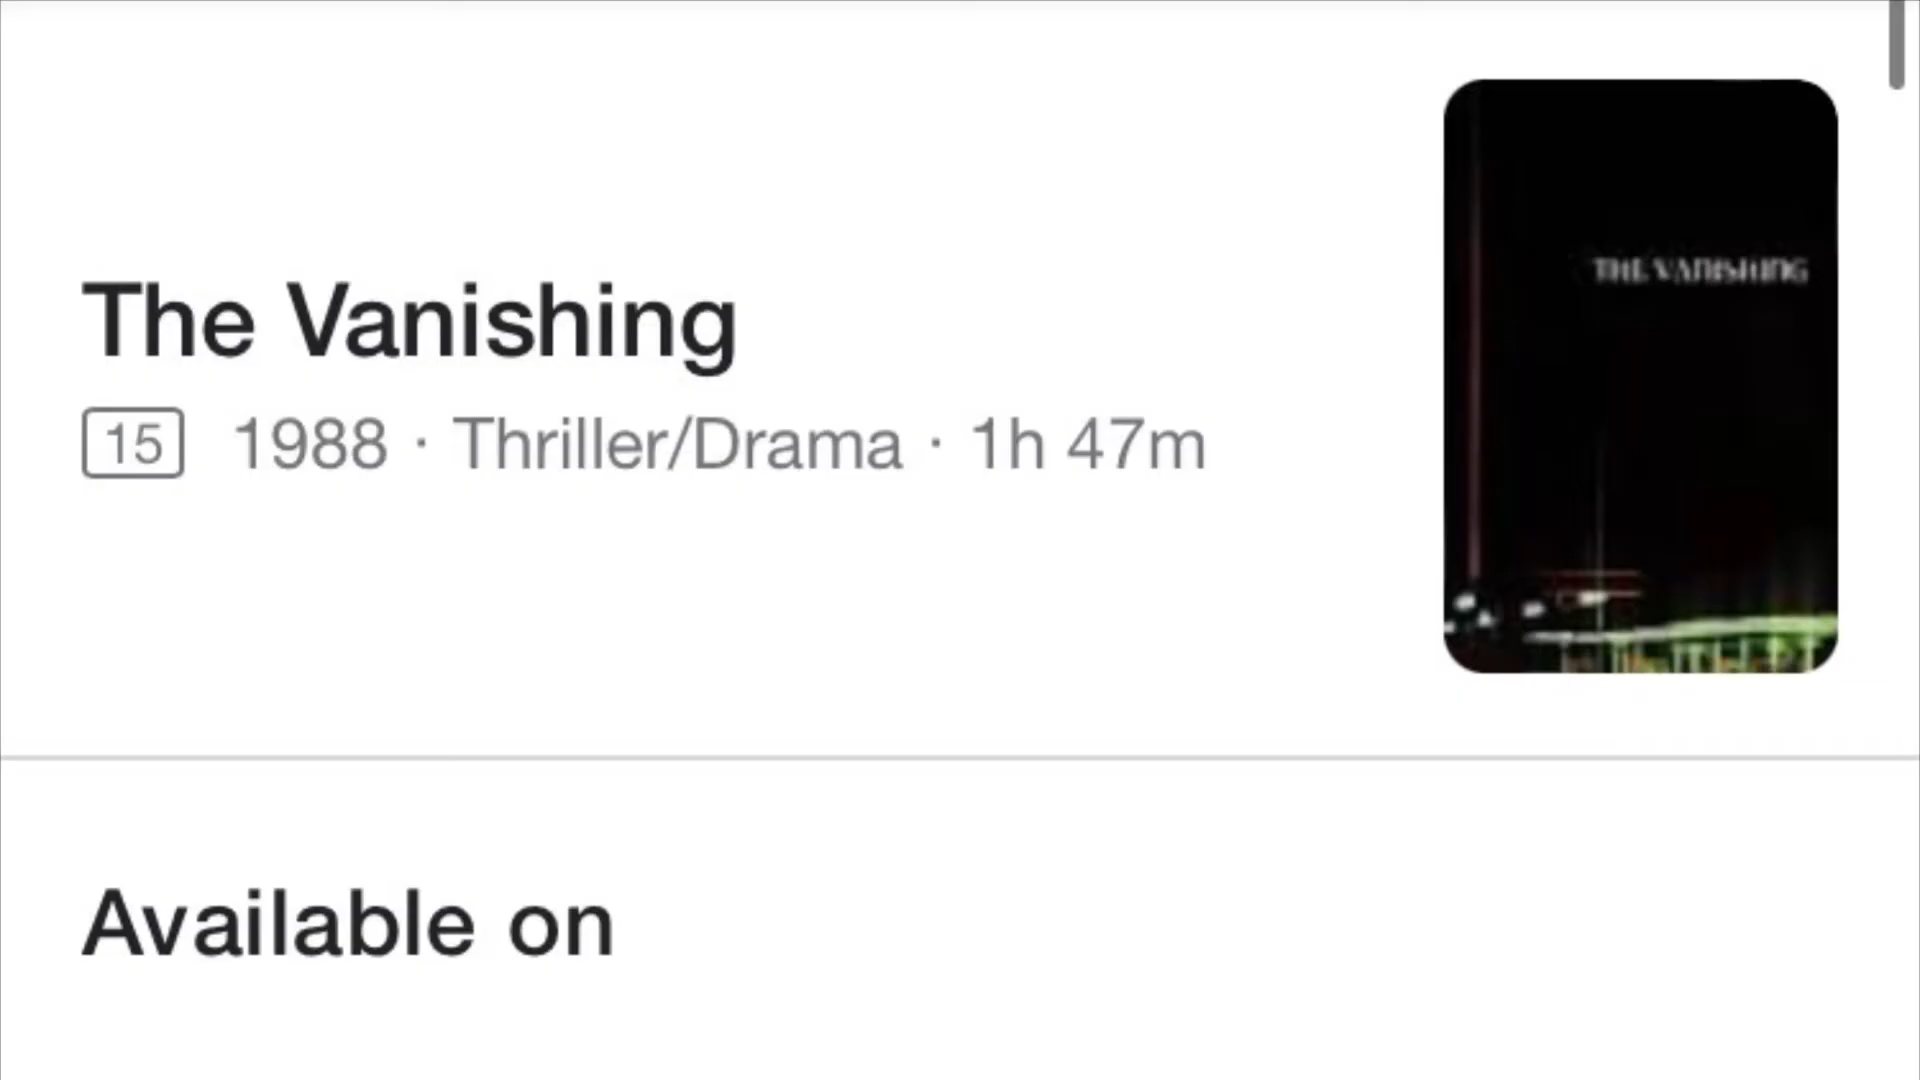 The Vanishing
15 1988 · Thriller/Drama · 1h 47m
THE VANISHING
Available on